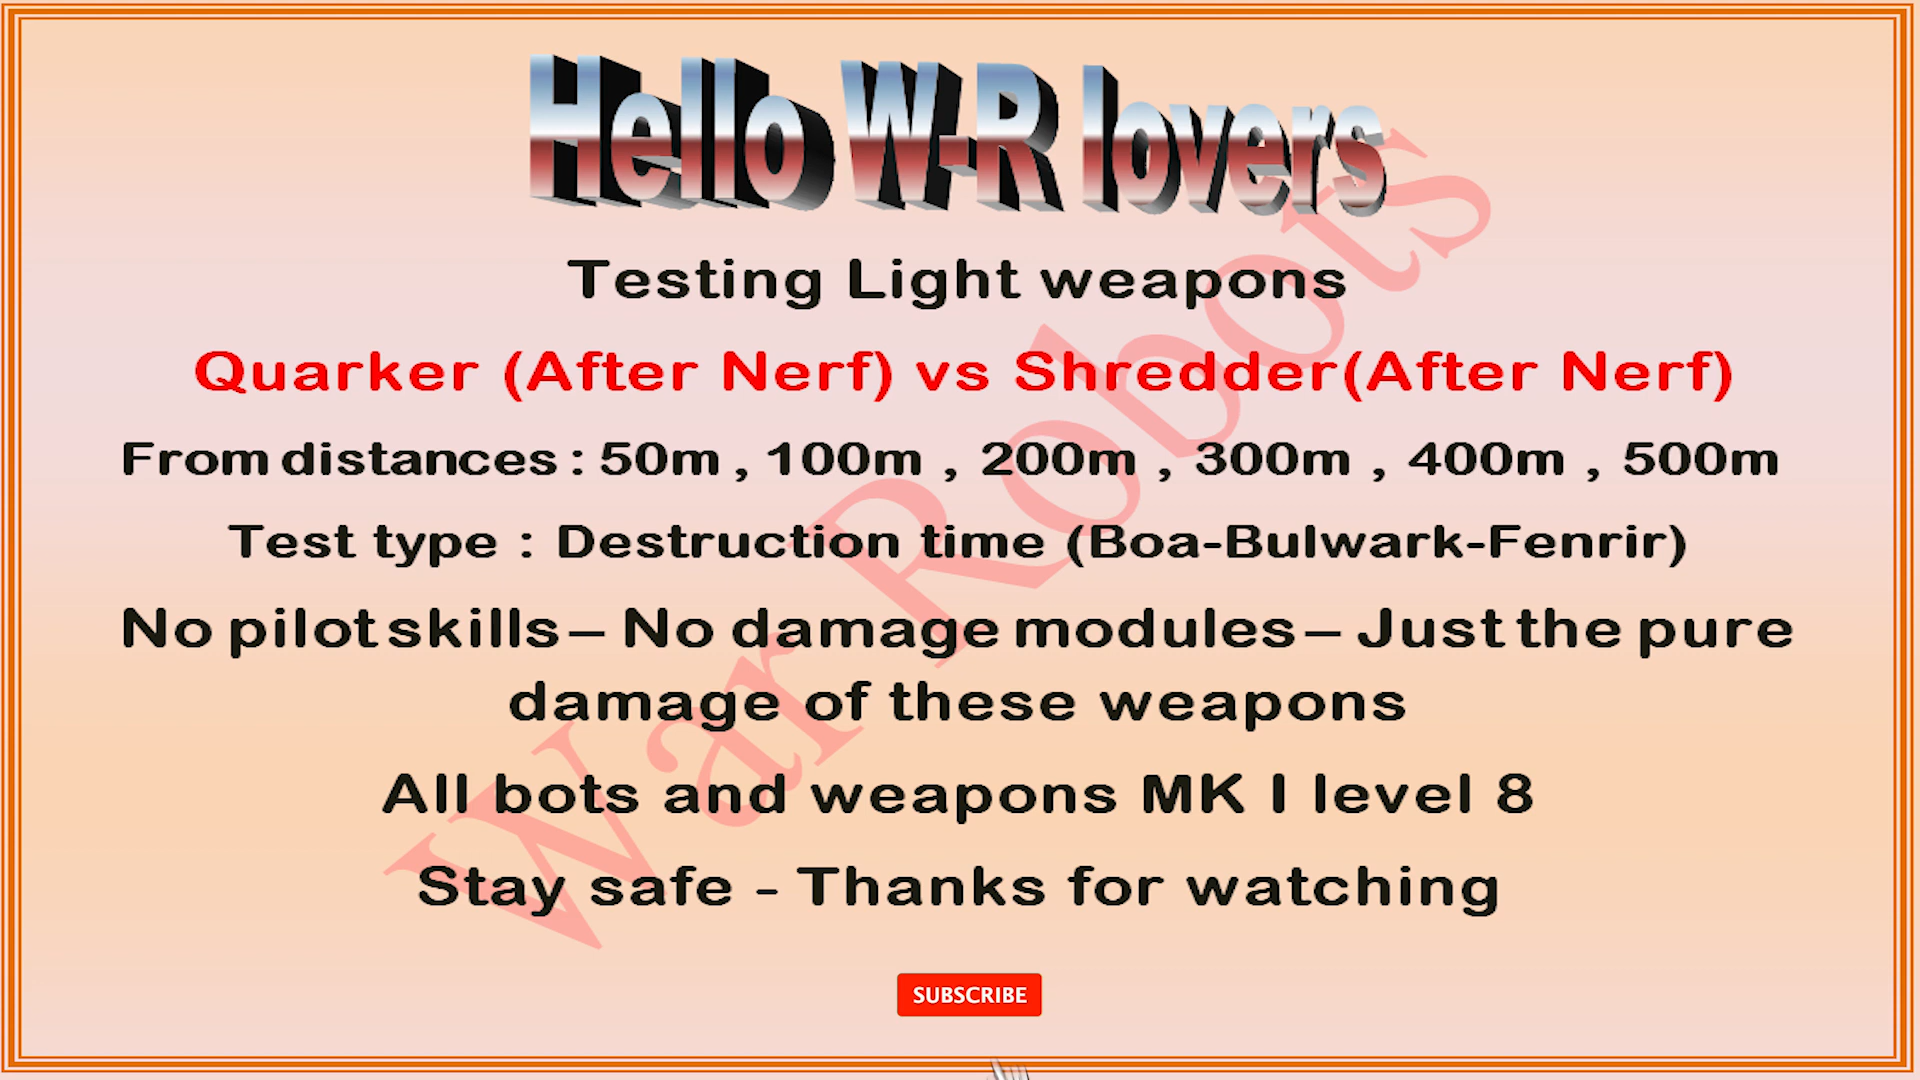 Hello W-R lovers
Testing Light weapons
Quarker (After Nerf) vs Shredder(After Nerf)
From distances : 50m , 100m , 200m , 300m , 400m , 500m
Test type : Destruction time (Boa-Bulwark-Fenrir)
No pilot skills – No damage modules – Just the pure
damage of these weapons
All bots and weapons MK I level 8
Stay safe - Thanks for watching
War Robots
SUBSCRIBE